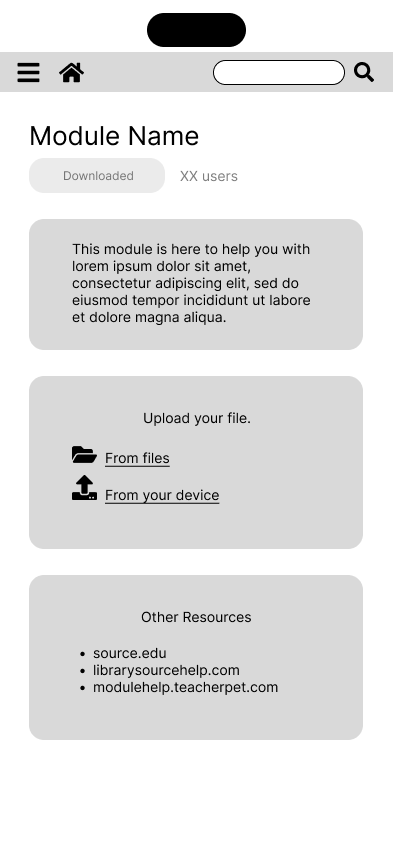 Module Name
Downloaded
XX users
This module is here to help you with
lorem ipsum dolor sit amet,
consectetur adipiscing elit, sed do
eiusmod tempor incididunt ut labore
et dolore magna aliqua.
Upload your file.
From files
From your device
Other Resources
• source.edu
• librarysourcehelp.com
• modulehelp.teacherpet.com